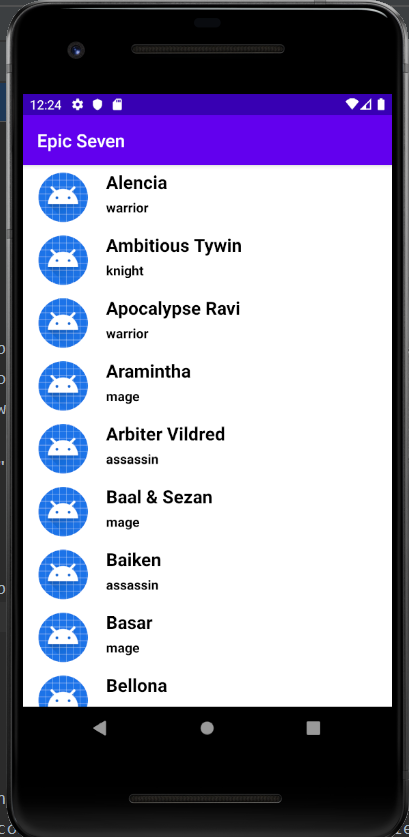 12:24
Epic Seven
Alencia
warrior
Ambitious Tywin
knight
Apocalypse Ravi
warrior
Aramintha
mage
Arbiter Vildred
assassin
Baal & Sezan
mage
Baiken
assassin
Basar
mage
Bellona